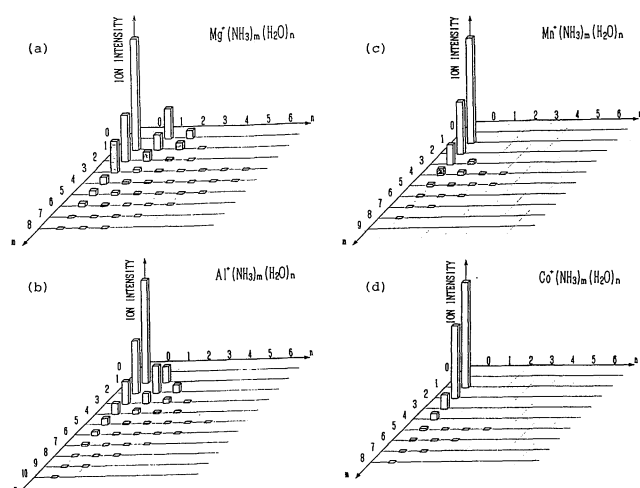 (a)
ION INTENSITY
Mg⁺(NH₃)ₘ(H₂O)ₙ
0 1 2 3 4 5 6 n
0
1
2
3
4
5
6
7
8
m
(c)
ION INTENSITY
Mn⁺(NH₃)ₘ(H₂O)ₙ
0 1 2 3 4 5 6 n
0
1
2
3
4
5
6
7
8
9
m
(b)
ION INTENSITY
Al⁺(NH₃)ₘ(H₂O)ₙ
0 1 2 3 4 5 6 n
0
1
2
3
4
5
6
7
8
9
10
(d)
ION INTENSITY
Co⁺(NH₃)ₘ(H₂O)ₙ
0 1 2 3 4 5 6 n
0
1
2
3
4
5
6
7
8
m